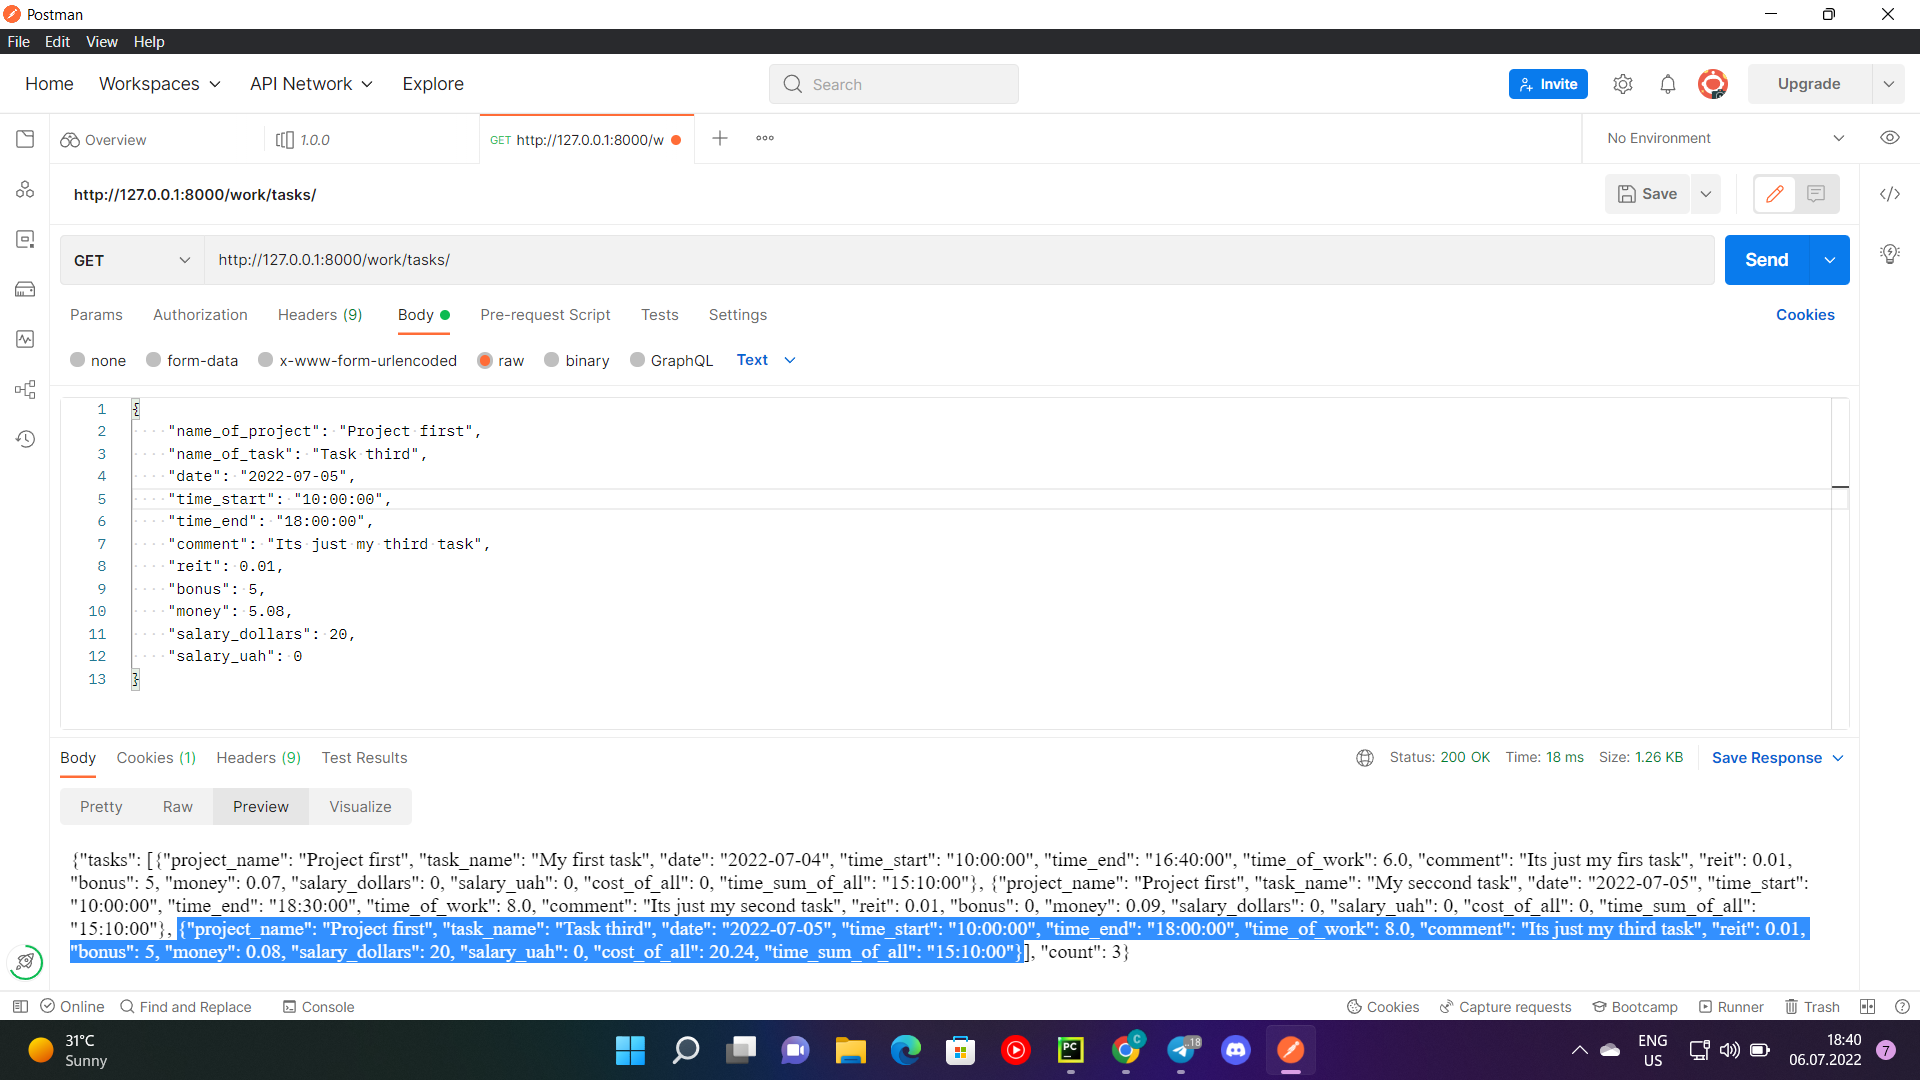 Postman
File Edit View Help
Home Workspaces API Network Explore Search Invite Upgrade
Overview 1.0.0 GET http://127.0.0.1:8000/w No Environment
http://127.0.0.1:8000/work/tasks/ Save
GET http://127.0.0.1:8000/work/tasks/ Send
Params Authorization Headers (9) Body Pre-request Script Tests Settings Cookies
none form-data x-www-form-urlencoded raw binary GraphQL Text
1 {
2 "name_of_project": "Project first",
3 "name_of_task": "Task third",
4 "date": "2022-07-05",
5 "time_start": "10:00:00",
6 "time_end": "18:00:00",
7 "comment": "Its just my third task",
8 "reit": 0.01,
9 "bonus": 5,
10 "money": 5.08,
11 "salary_dollars": 20,
12 "salary_uah": 0
13 }
Body Cookies (1) Headers (9) Test Results Status: 200 OK Time: 18 ms Size: 1.26 KB Save Response
Pretty Raw Preview Visualize
{"tasks": [{"project_name": "Project first", "task_name": "My first task", "date": "2022-07-04", "time_start": "10:00:00", "time_end": "16:40:00", "time_of_work": 6.0, "comment": "Its just my firs task", "reit": 0.01,
"bonus": 5, "money": 0.07, "salary_dollars": 0, "salary_uah": 0, "cost_of_all": 0, "time_sum_of_all": "15:10:00"}, {"project_name": "Project first", "task_name": "My seccond task", "date": "2022-07-05", "time_start":
"10:00:00", "time_end": "18:30:00", "time_of_work": 8.0, "comment": "Its just my second task", "reit": 0.01, "bonus": 0, "money": 0.09, "salary_dollars": 0, "salary_uah": 0, "cost_of_all": 0, "time_sum_of_all":
"15:10:00"}, {"project_name": "Project first", "task_name": "Task third", "date": "2022-07-05", "time_start": "10:00:00", "time_end": "18:00:00", "time_of_work": 8.0, "comment": "Its just my third task", "reit": 0.01,
"bonus": 5, "money": 0.08, "salary_dollars": 20, "salary_uah": 0, "cost_of_all": 20.24, "time_sum_of_all": "15:10:00"}], "count": 3}
Online Find and Replace Console Cookies Capture requests Bootcamp Runner Trash
31°C
Sunny
PC C 18
ENG
US
18:40
06.07.2022
7